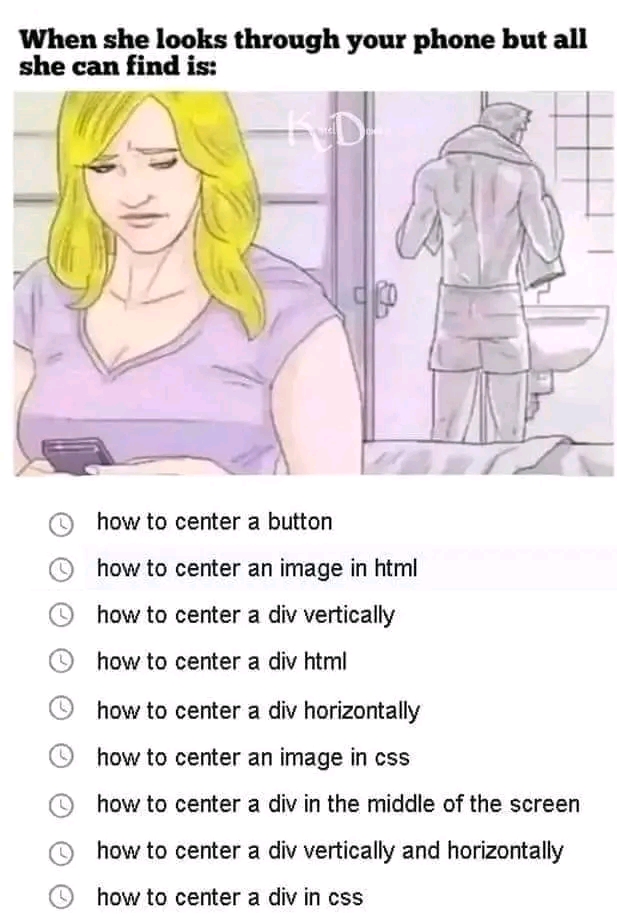 When she looks through your phone but all
she can find is:
K D
how to center a button
how to center an image in html
how to center a div vertically
how to center a div html
how to center a div horizontally
how to center an image in css
how to center a div in the middle of the screen
how to center a div vertically and horizontally
how to center a div in css